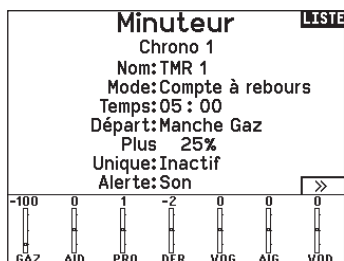 Minuteur
LISTE
Chrono 1
Nom: TMR 1
Mode: Compte à rebours
Temps: 05 : 00
Départ: Manche Gaz
Plus 25%
Unique: Inactif
Alerte: Son
»
-100 0 1 -2 0 0 0
GAZ AID PRO DER VOG AIG VOD